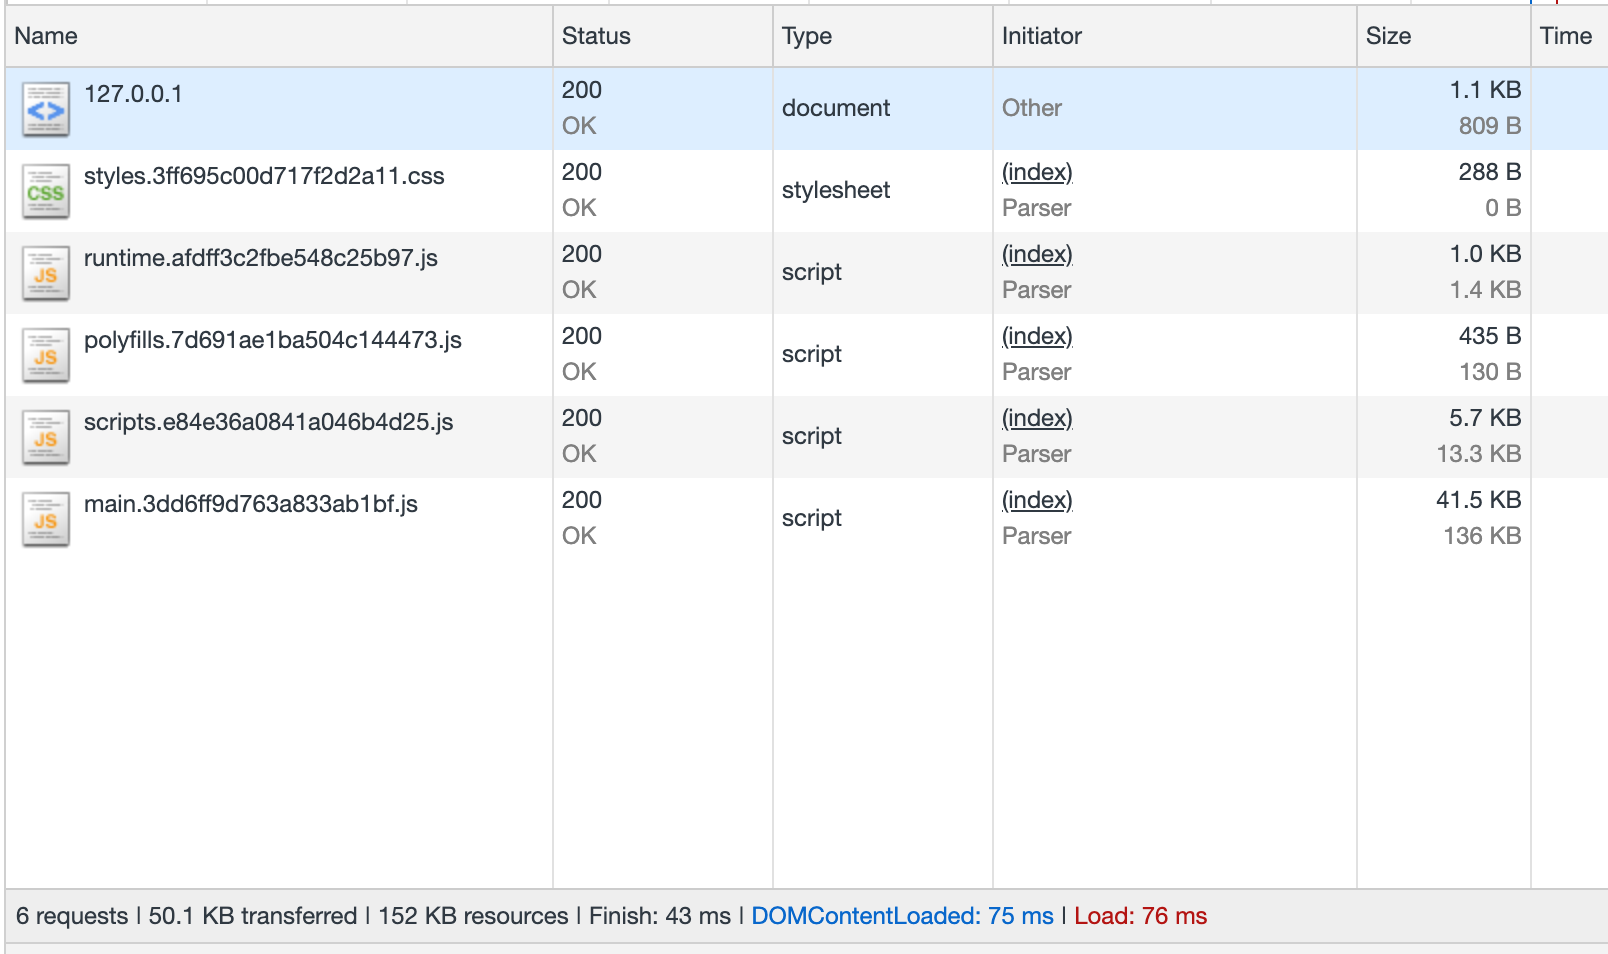 Name Status Type Initiator Size Time
127.0.0.1 200 OK document Other 1.1 KB 809 B
styles.3ff695c00d717f2d2a11.css 200 OK stylesheet (index) Parser 288 B 0 B
runtime.afdff3c2fbe548c25b97.js 200 OK script (index) Parser 1.0 KB 1.4 KB
polyfills.7d691ae1ba504c144473.js 200 OK script (index) Parser 435 B 130 B
scripts.e84e36a0841a046b4d25.js 200 OK script (index) Parser 5.7 KB 13.3 KB
main.3dd6ff9d763a833ab1bf.js 200 OK script (index) Parser 41.5 KB 136 KB
6 requests | 50.1 KB transferred | 152 KB resources | Finish: 43 ms | DOMContentLoaded: 75 ms | Load: 76 ms